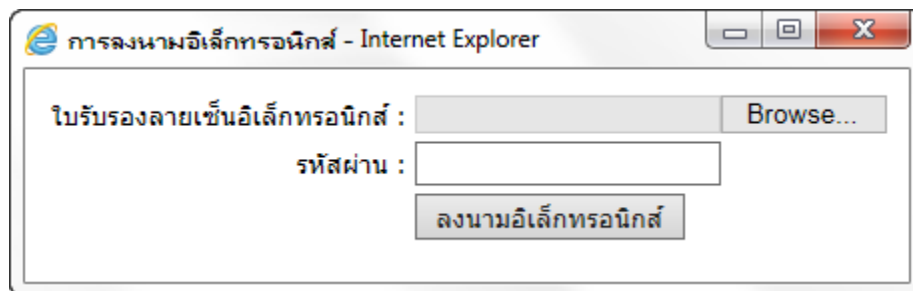 การลงนามอิเล็กทรอนิกส์ - Internet Explorer
ใบรับรองลายเซ็นอิเล็กทรอนิกส์ : Browse...
รหัสผ่าน :
ลงนามอิเล็กทรอนิกส์